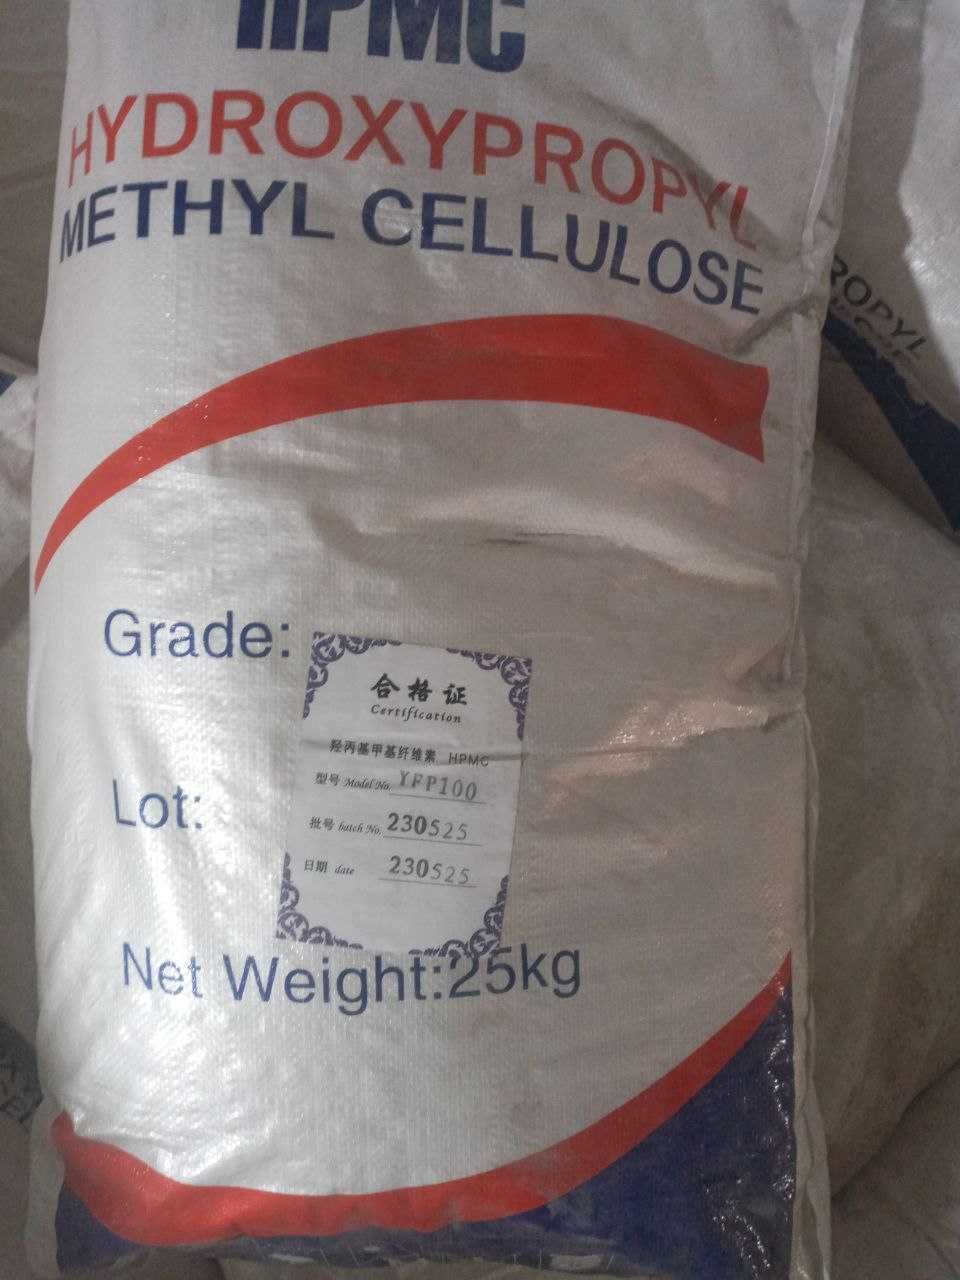 HPMC
HYDROXYPROPYL
METHYL CELLULOSE
ROPYL
Grade:
合格证
Certification
羟丙基甲基纤维素 HPMC
型号 Model No. YFP100
Lot:
批号 batch No. 230525
日期 date 230525
Net Weight:25kg